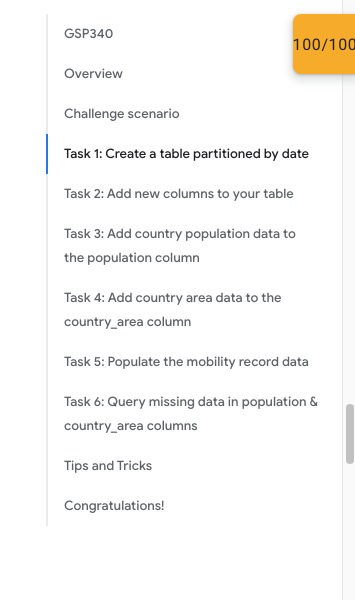 GSP340
100/100
Overview
Challenge scenario
Task 1: Create a table partitioned by date
Task 2: Add new columns to your table
Task 3: Add country population data to
the population column
Task 4: Add country area data to the
country_area column
Task 5: Populate the mobility record data
Task 6: Query missing data in population &
country_area columns
Tips and Tricks
Congratulations!